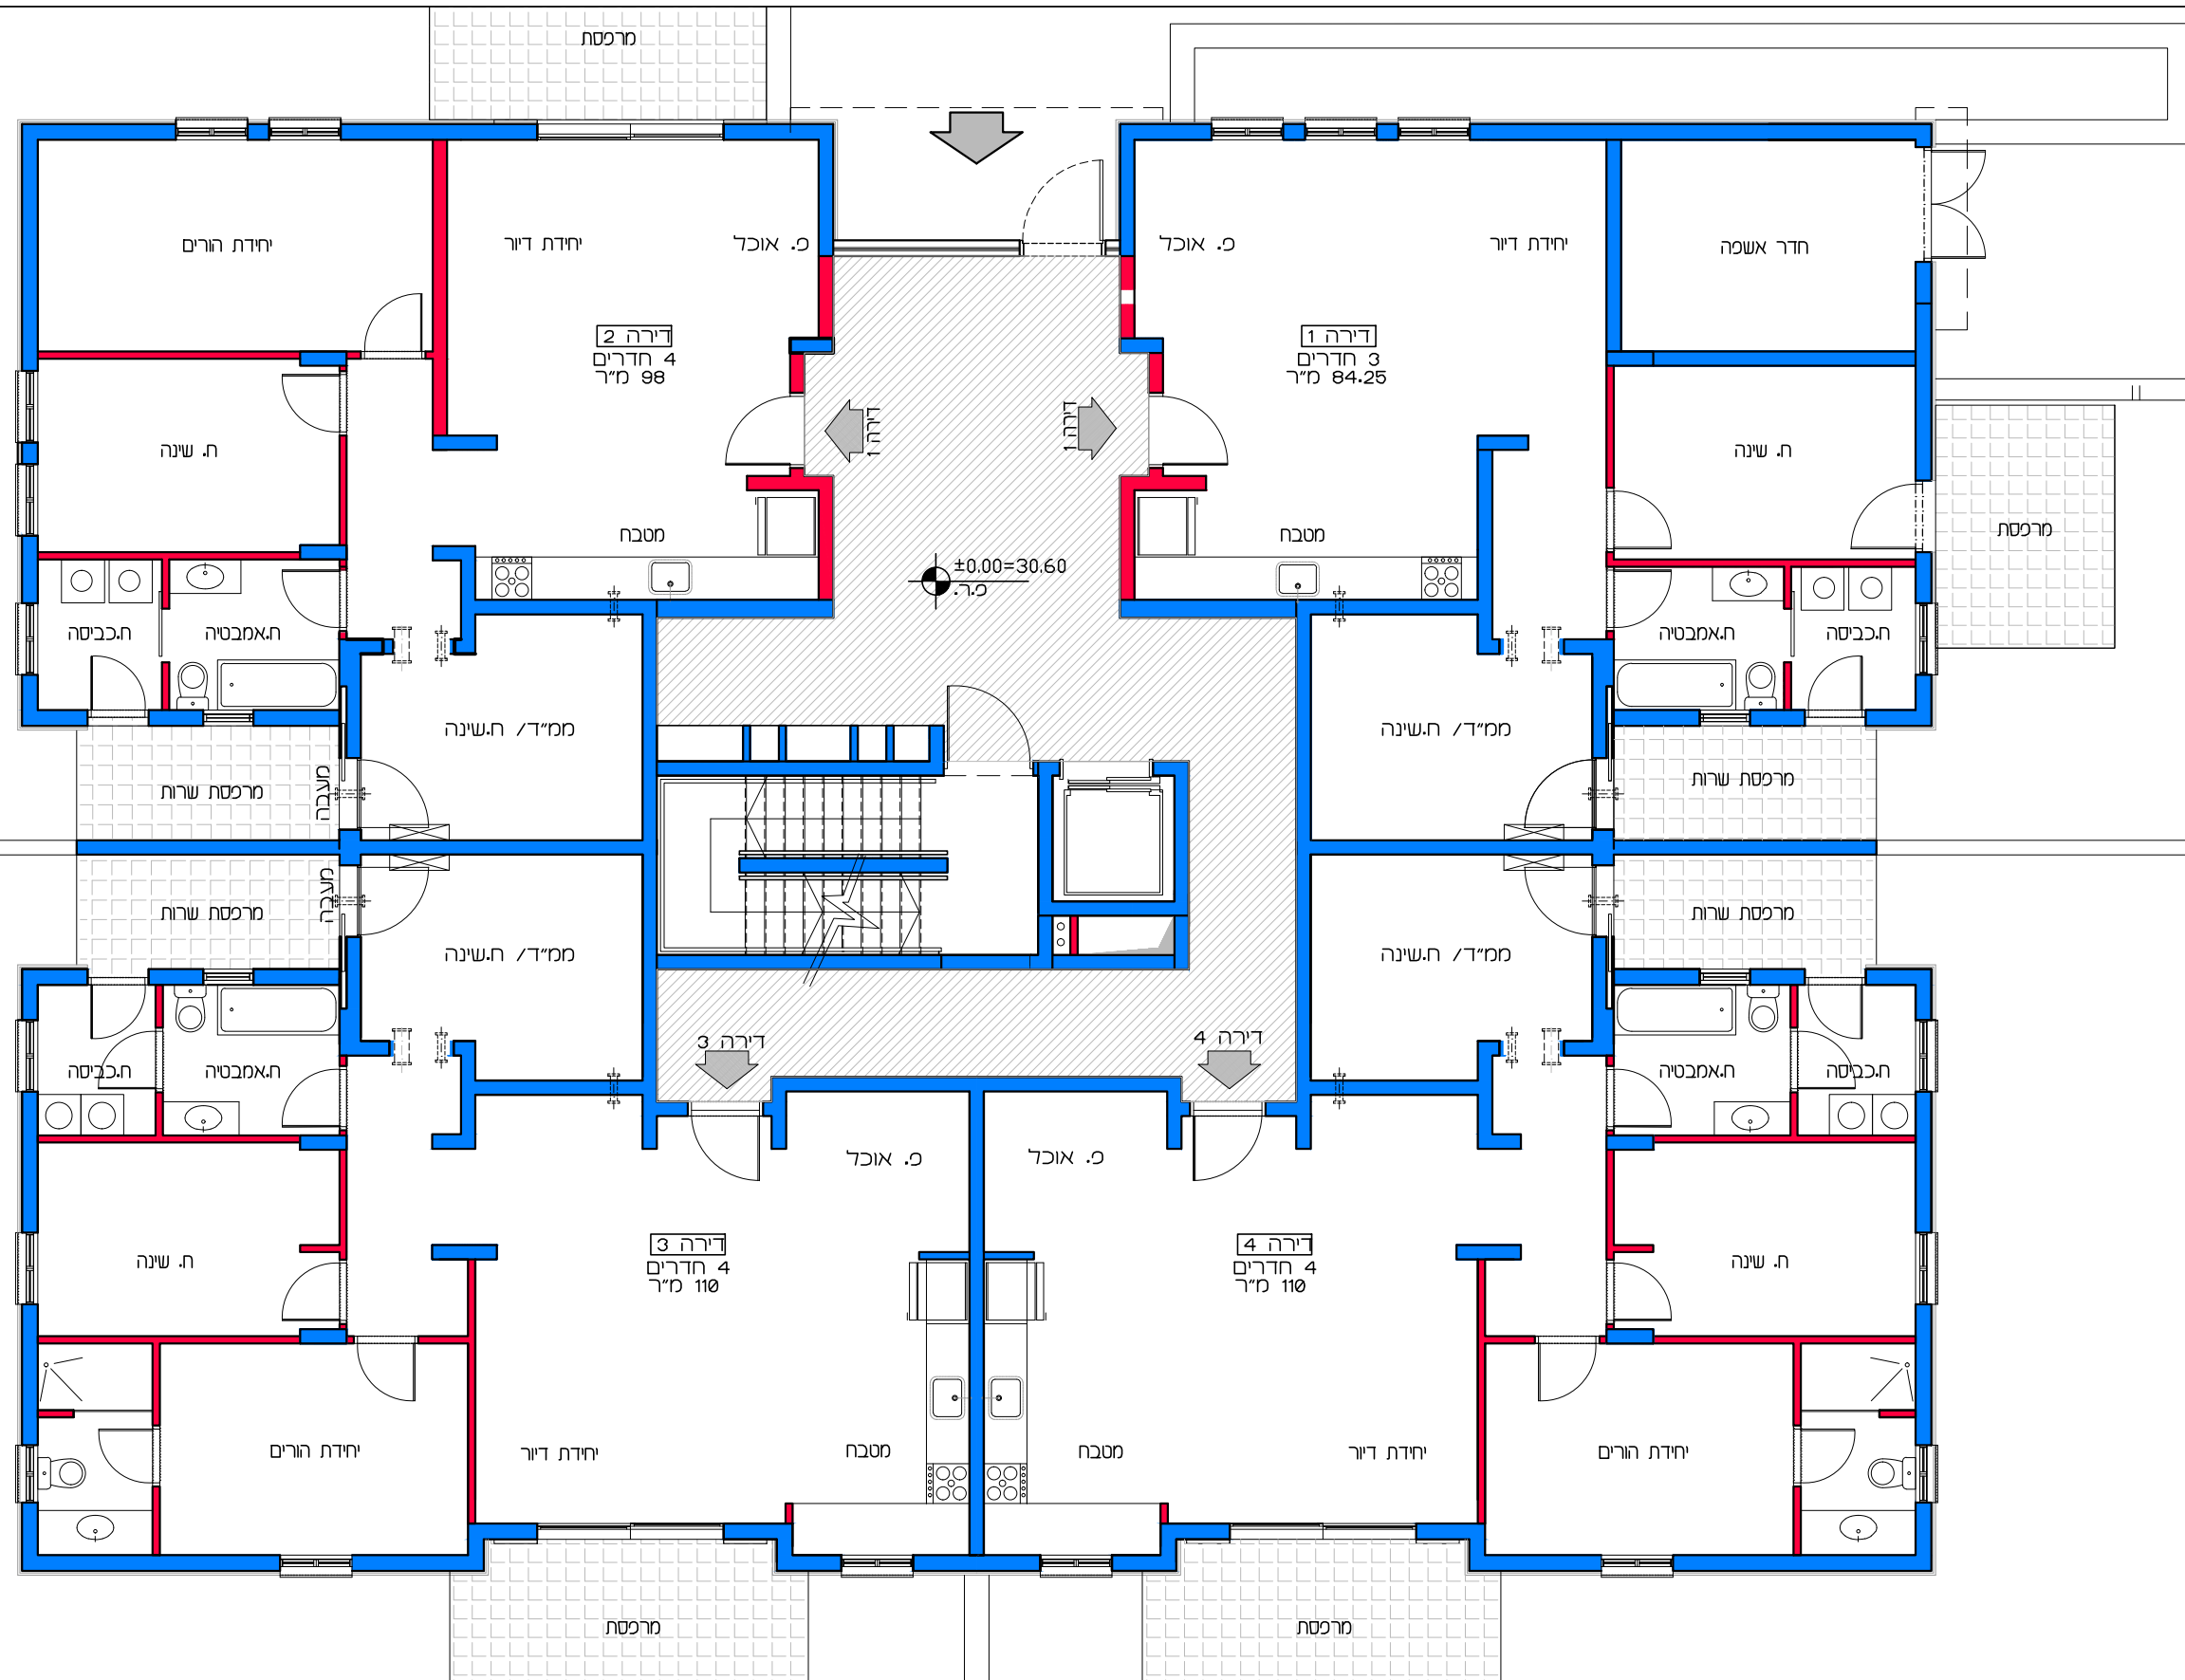 מרפסת
יחידת הורים
יחידת דיור
פ. אוכל
פ. אוכל
יחידת דיור
חדר אשפה
דירה 2
4 חדרים
98 מ"ר
דירה 1
3 חדרים
84.25 מ"ר
דירה 1
דירה 1
ח. שינה
ח. שינה
מטבח
מטבח
מרפסת
±0.00=30.60
פ.ר.
ח.כביסה
ח.אמבטיה
ח.אמבטיה
ח.כביסה
ממ"ד/ ח.שינה
ממ"ד/ ח.שינה
מרפסת שרות
מעבה
מרפסת שרות
מרפסת שרות
מעבה
מרפסת שרות
ממ"ד/ ח.שינה
ממ"ד/ ח.שינה
דירה 3
דירה 4
ח.כביסה
ח.אמבטיה
ח.אמבטיה
ח.כביסה
פ. אוכל
פ. אוכל
ח. שינה
דירה 3
4 חדרים
110 מ"ר
דירה 4
4 חדרים
110 מ"ר
ח. שינה
יחידת הורים
יחידת דיור
מטבח
מטבח
יחידת דיור
יחידת הורים
מרפסת
מרפסת